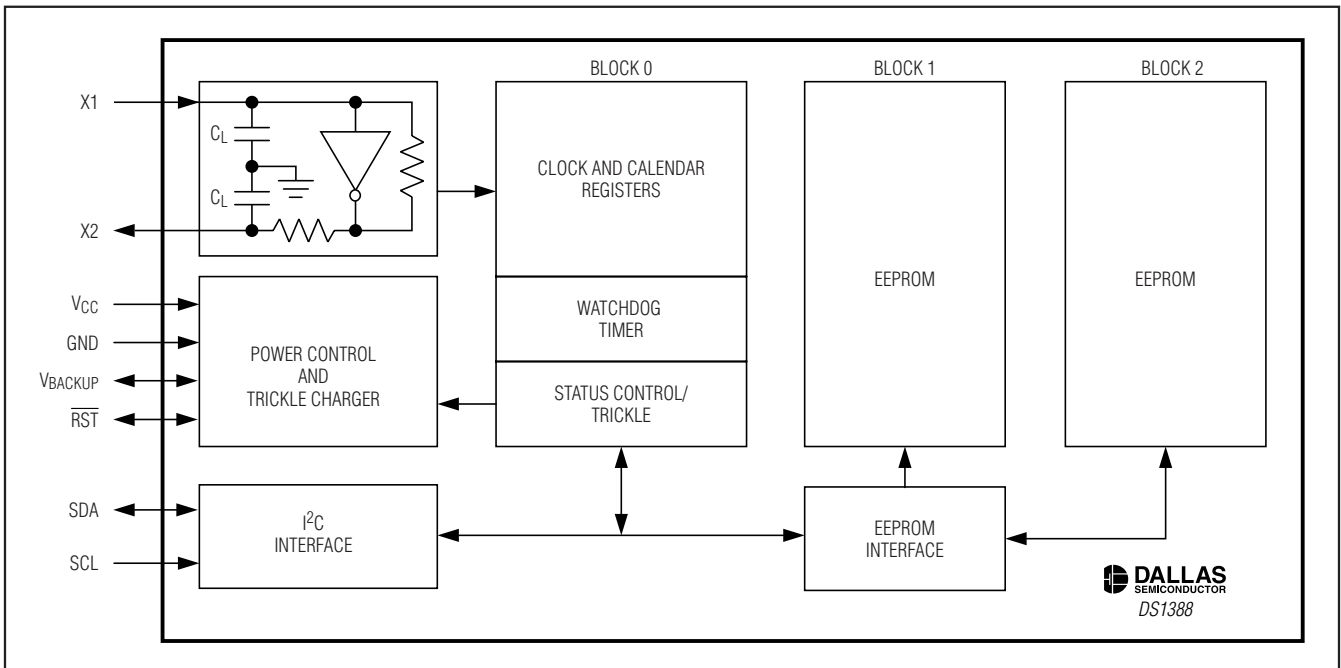 BLOCK 0
BLOCK 1
BLOCK 2
X1
CL
CL
X2
CLOCK AND CALENDAR
REGISTERS
EEPROM
EEPROM
VCC
GND
VBACKUP
RST
POWER CONTROL
AND
TRICKLE CHARGER
WATCHDOG
TIMER
STATUS CONTROL/
TRICKLE
SDA
SCL
I2C
INTERFACE
EEPROM
INTERFACE
DALLAS
SEMICONDUCTOR
DS1388